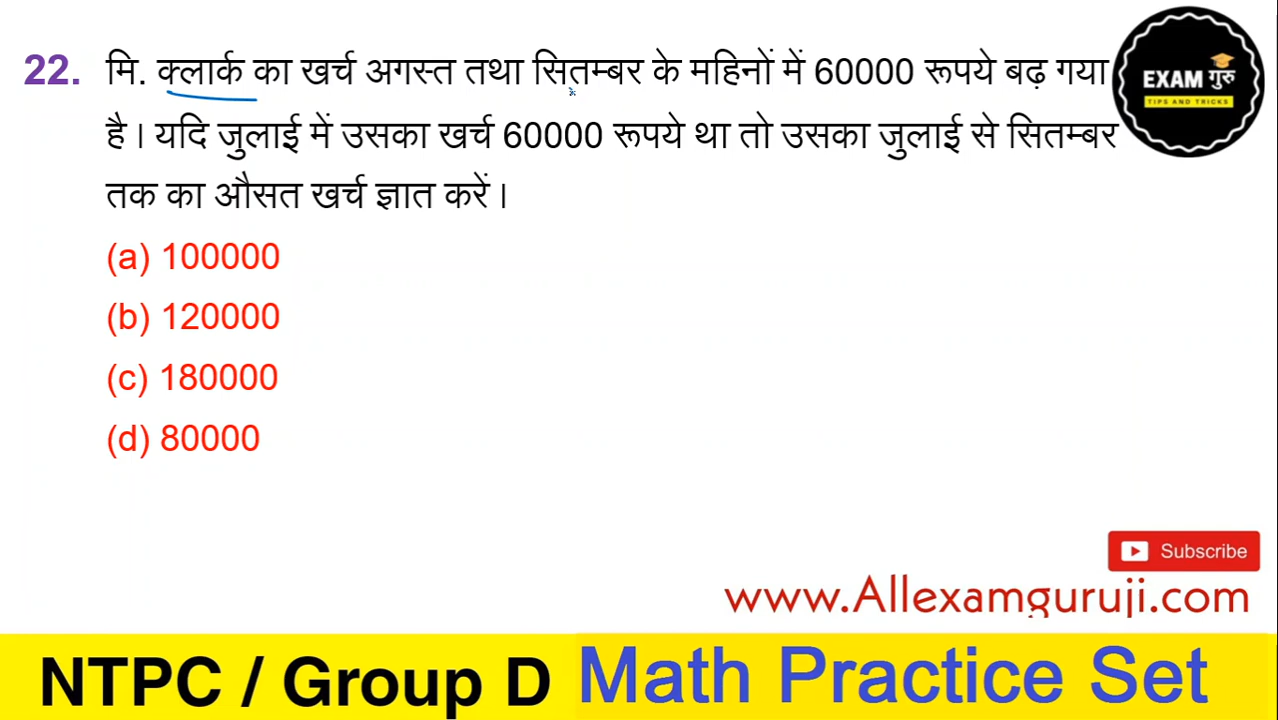 22. मि. क्लार्क का खर्च अगस्त तथा सितम्बर के महिनों में 60000 रूपये बढ़ गया
है। यदि जुलाई में उसका खर्च 60000 रूपये था तो उसका जुलाई से सितम्बर
तक का औसत खर्च ज्ञात करें।
(a) 100000
(b) 120000
(c) 180000
(d) 80000
EXAM गुरु
TIPS AND TRICKS
Subscribe
www.Allexamguruji.com
NTPC / Group D Math Practice Set